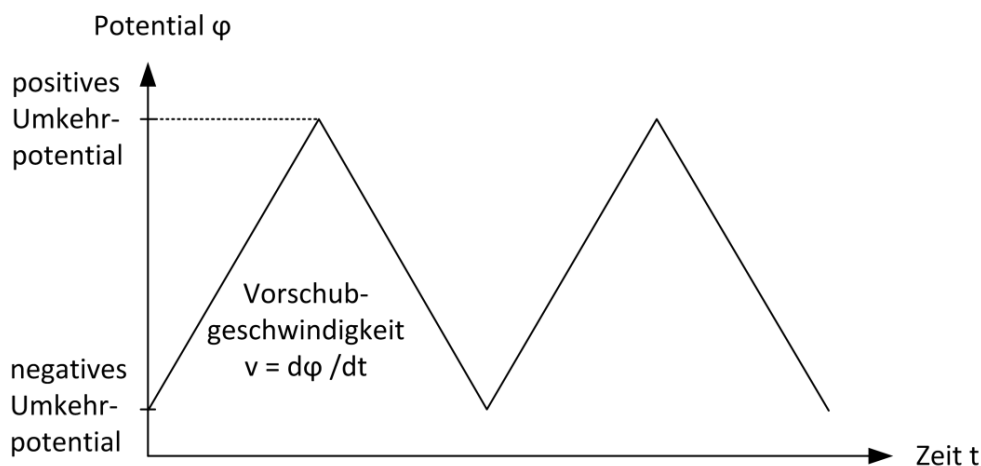 Potential φ
positives
Umkehr-
potential
Vorschub-
geschwindigkeit
v = dφ /dt
negatives
Umkehr-
potential
Zeit t